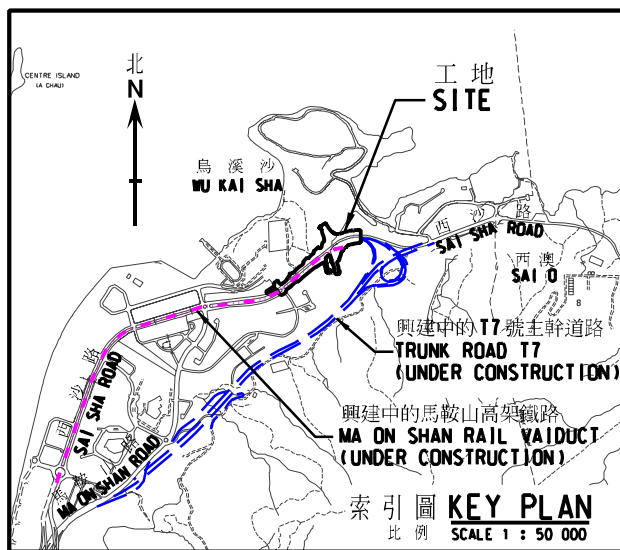 北
N
CENTRE ISLAND
(A CHAU)
工地
SITE
烏溪沙
WU KAI SHA
西沙路
SAI SHA ROAD
西澳
SAI O
興建中的T7號主幹道路
TRUNK ROAD T7
(UNDER CONSTRUCTION)
興建中的馬鞍山高架鐵路
MA ON SHAN RAIL VAIDUCT
(UNDER CONSTRUCTION)
西沙路
SAI SHA ROAD
MA ON SHAN ROAD
索引圖 KEY PLAN
比例 SCALE 1 : 50 000